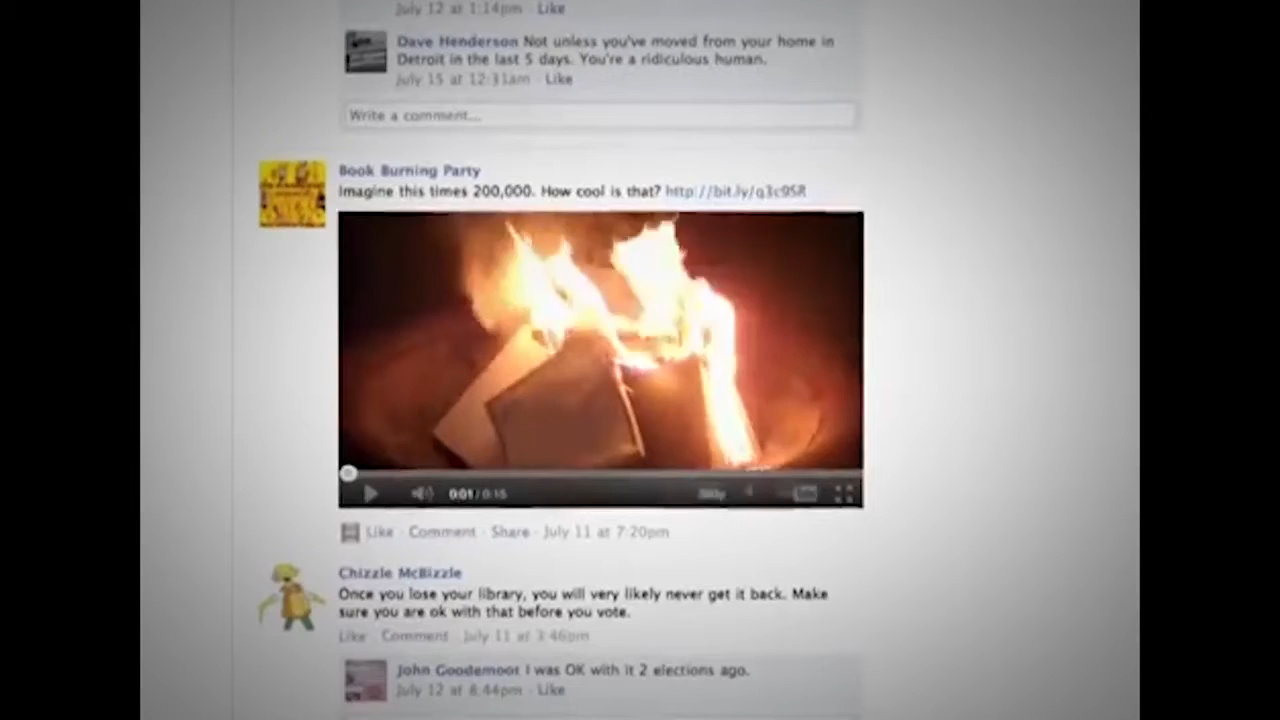 July 12 at 1:14pm · Like
Dave Henderson Not unless you've moved from your home in
Detroit in the last 5 days. You're a ridiculous human.
July 15 at 12:31am · Like
Write a comment...
Book Burning Party
Imagine this times 200,000. How cool is that? http://bit.ly/q3c9SR
0:01 / 0:15
Like · Comment · Share · July 11 at 7:20pm
Chizzle McBizzle
Once you lose your library, you will very likely never get it back. Make
sure you are ok with that before you vote.
Like · Comment · July 11 at 3:46pm
John Goodemoot I was OK with it 2 elections ago.
July 12 at 8:44pm · Like